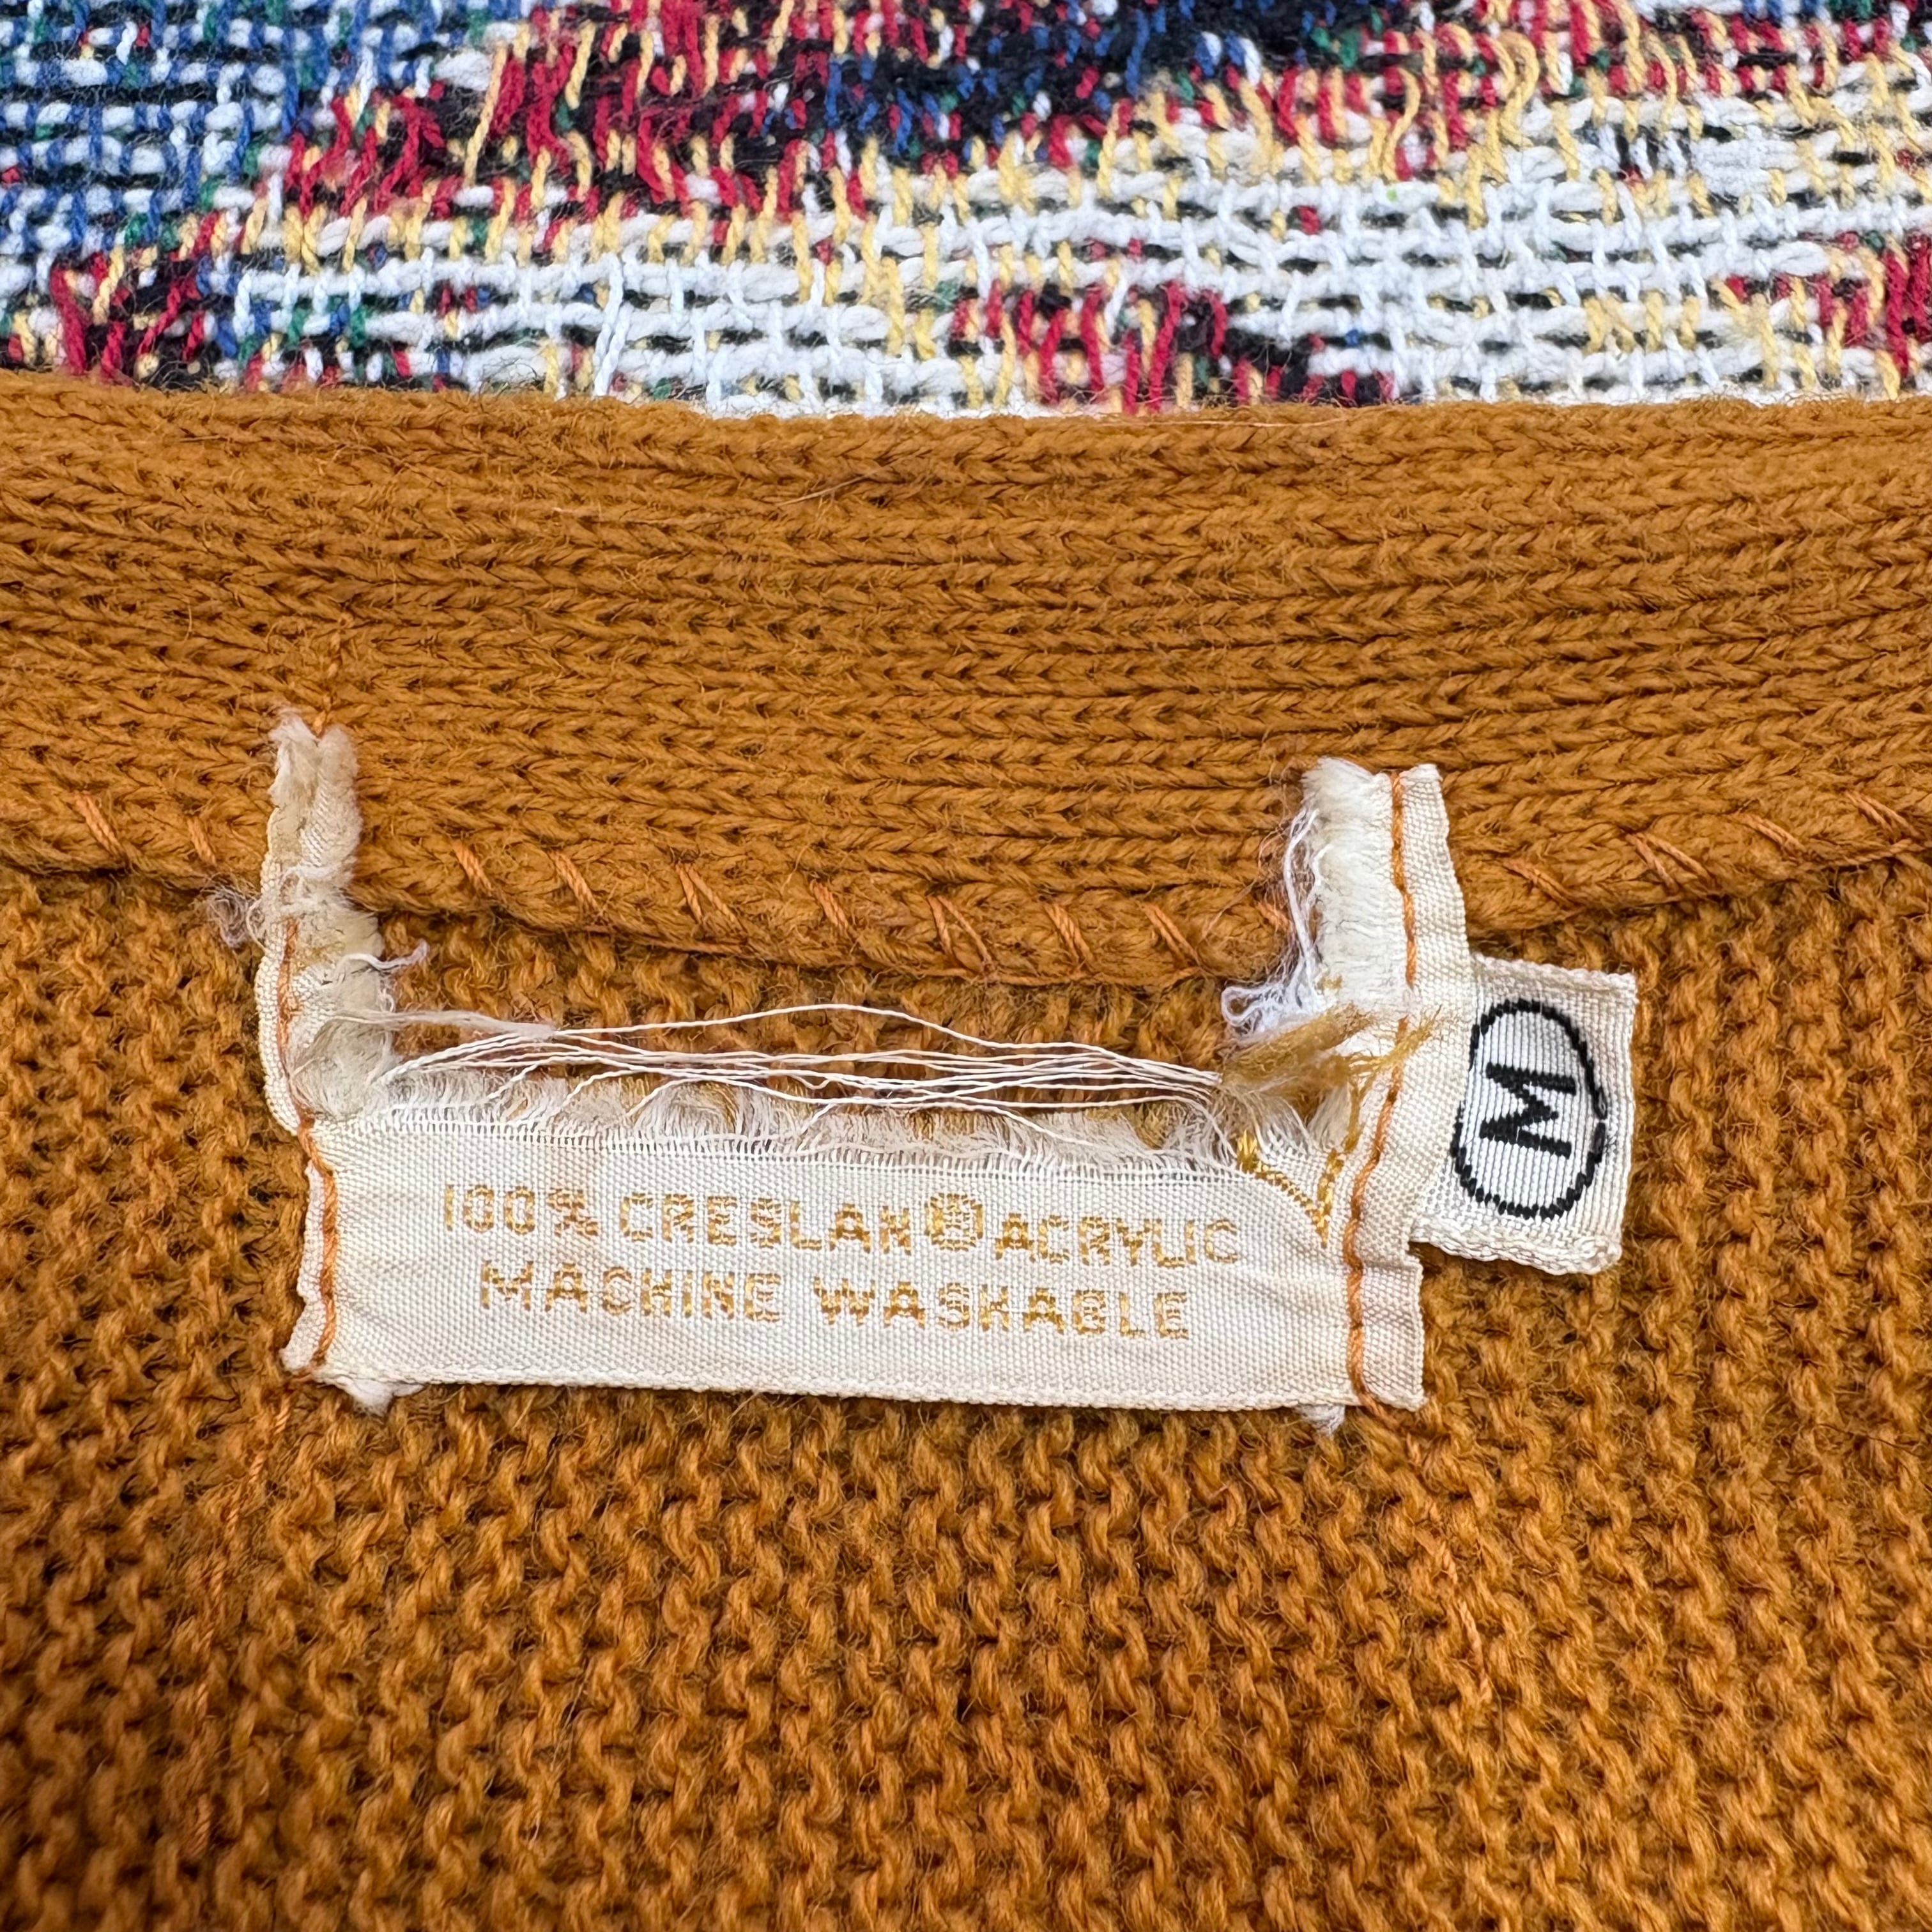 100% CRESLAN® ACRYLIC
MACHINE WASHABLE
M